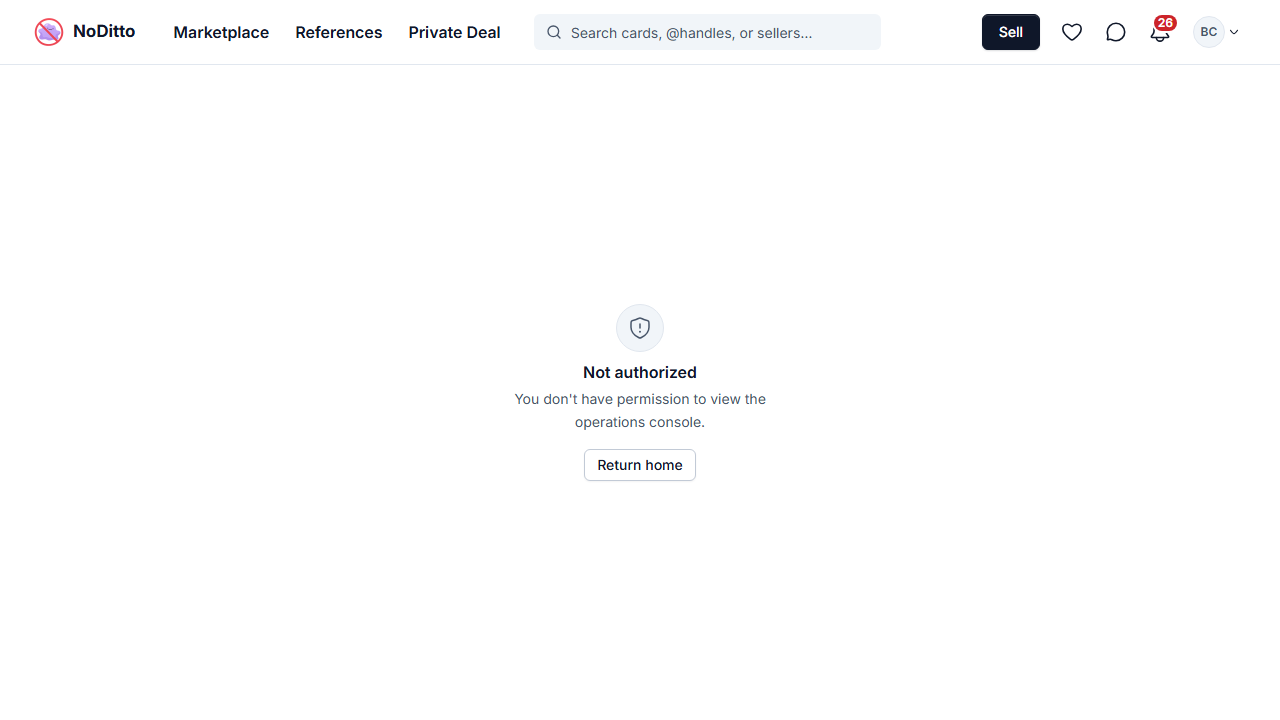 NoDitto
Marketplace
References
Private Deal
Search cards, @handles, or sellers...
Sell
26
BC
Not authorized
You don't have permission to view the
operations console.
Return home